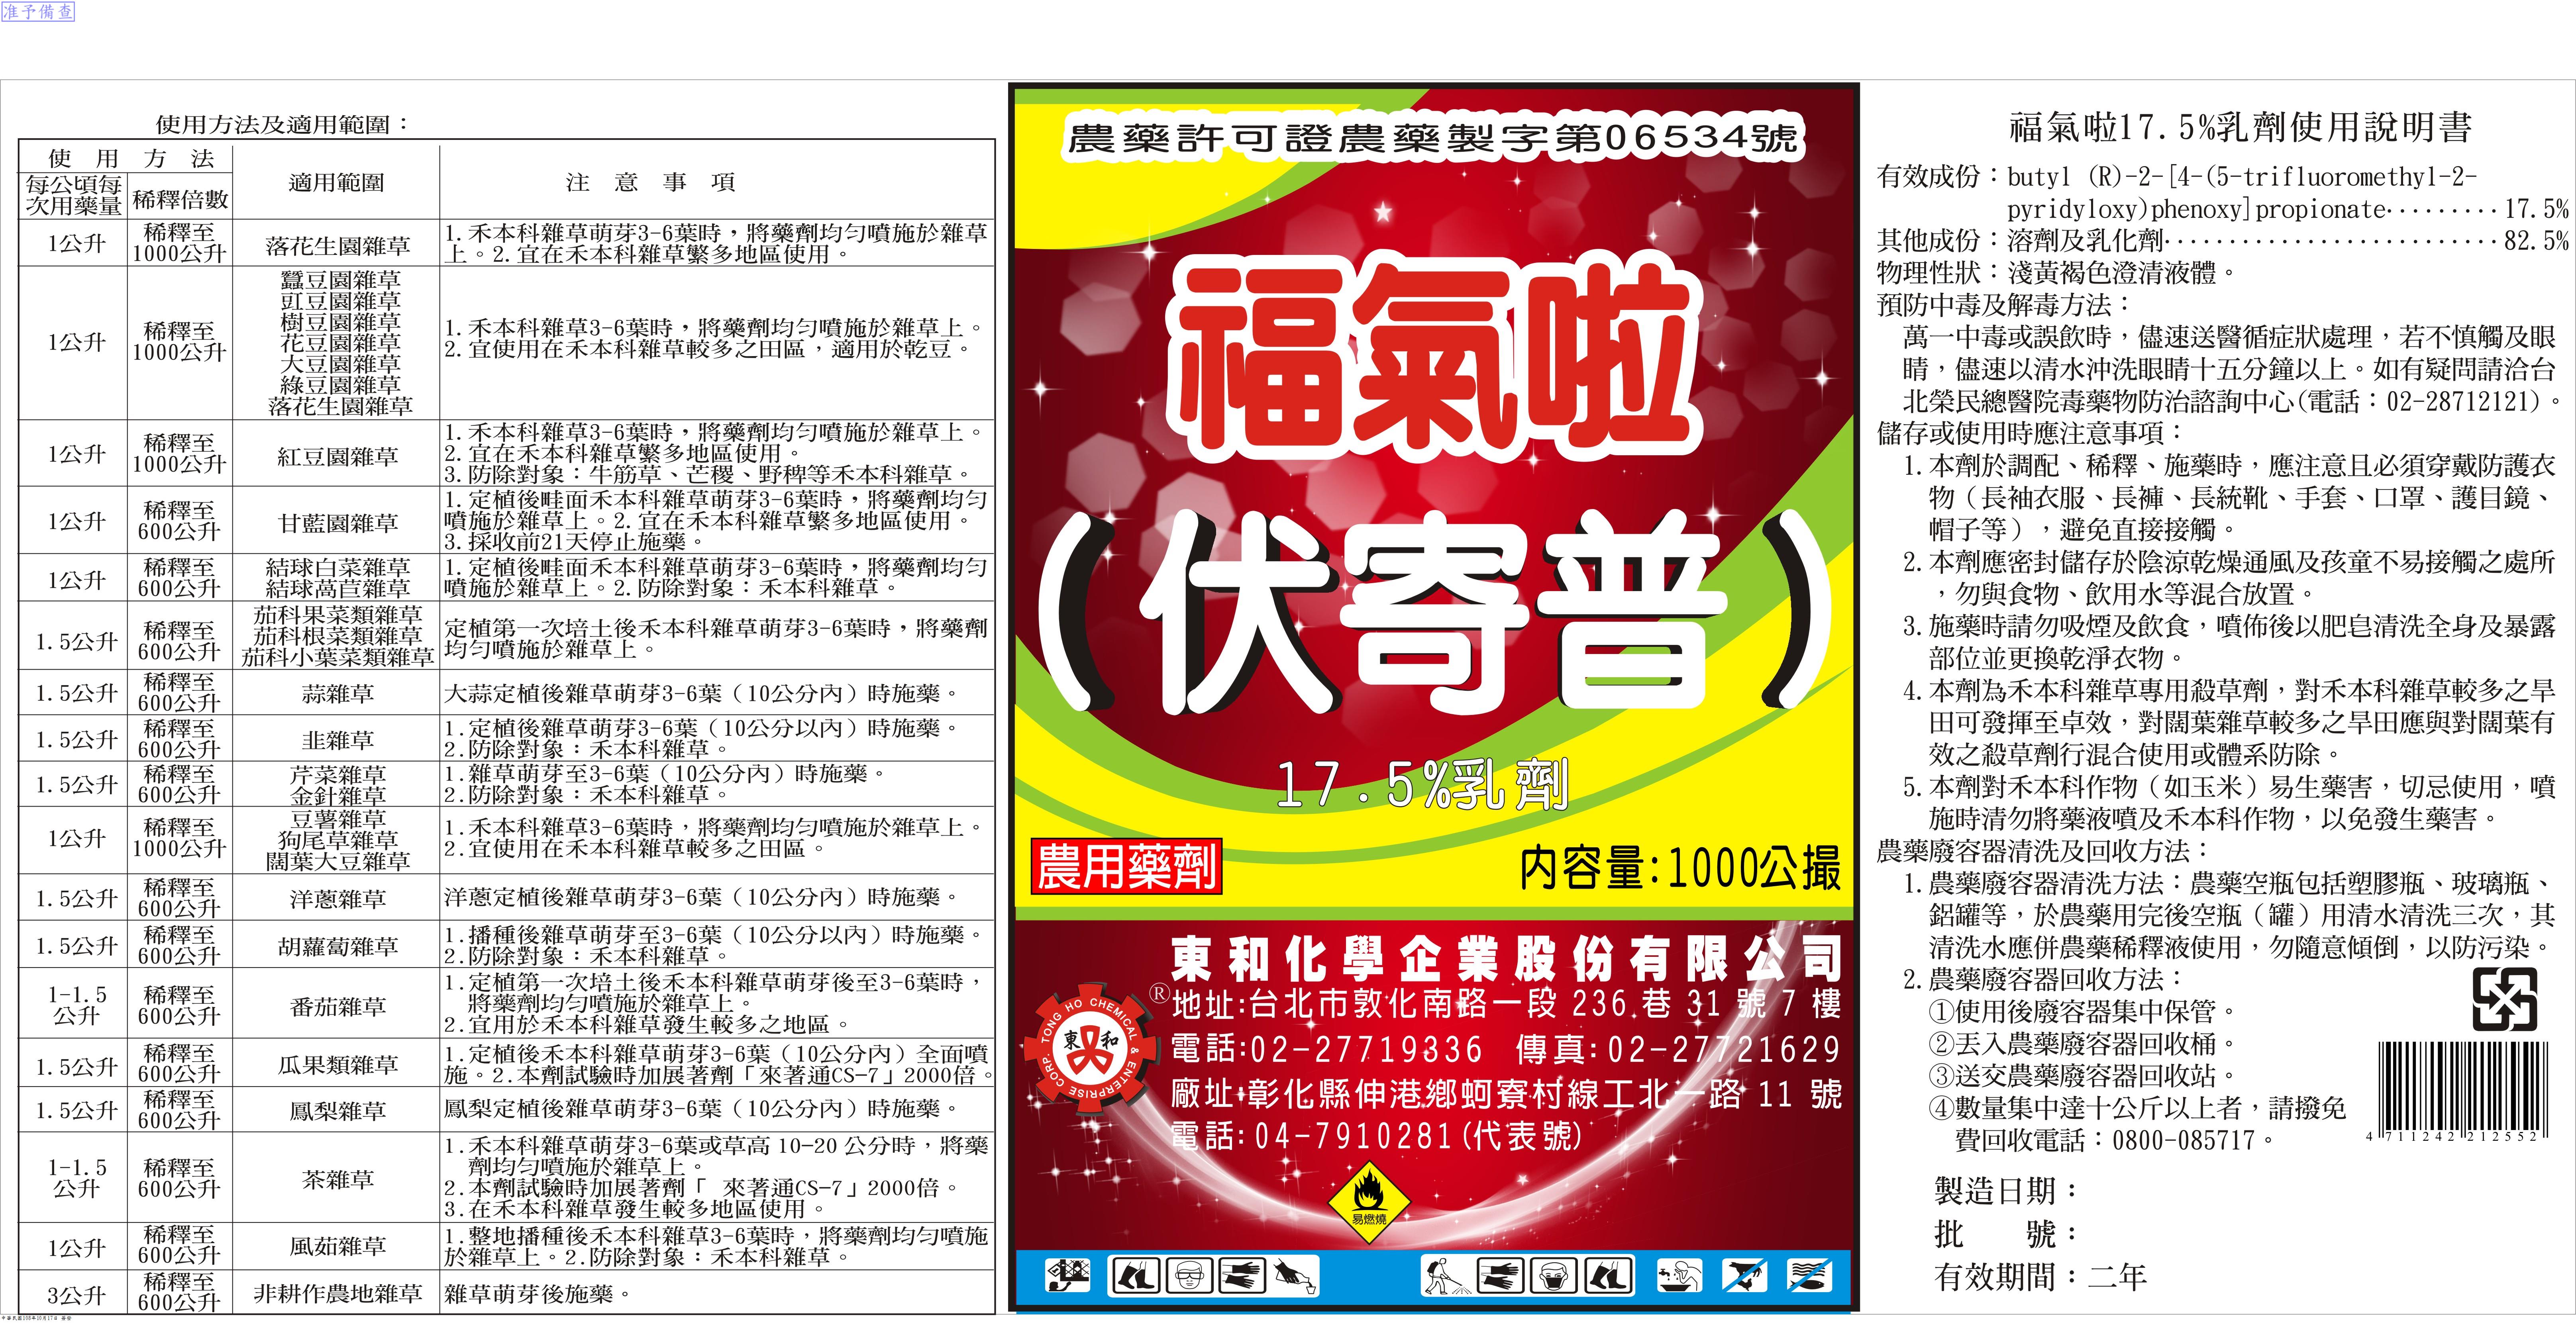 准予備查
使用方法及適用範圍：
使　用　方　法
每公頃每次用藥量
稀釋倍數
適用範圍
注　意　事　項
1公升
稀釋至
1000公升
落花生園雜草
1.禾本科雜草萌芽3-6葉時，將藥劑均勻噴施於雜草
上。2.宜在禾本科雜草繁多地區使用。
1公升
稀釋至
1000公升
蠶豆園雜草
豇豆園雜草
樹豆園雜草
花豆園雜草
大豆園雜草
綠豆園雜草
落花生園雜草
1.禾本科雜草3-6葉時，將藥劑均勻噴施於雜草上。
2.宜使用在禾本科雜草較多之田區，適用於乾豆。
1公升
稀釋至
1000公升
紅豆園雜草
1.禾本科雜草3-6葉時，將藥劑均勻噴施於雜草上。
2.宜在禾本科雜草繁多地區使用。
3.防除對象：牛筋草、芒稷、野稗等禾本科雜草。
1公升
稀釋至
600公升
甘藍園雜草
1.定植後畦面禾本科雜草萌芽3-6葉時，將藥劑均勻
噴施於雜草上。2.宜在禾本科雜草繁多地區使用。
3.採收前21天停止施藥。
1公升
稀釋至
600公升
結球白菜雜草
結球萵苣雜草
1.定植後畦面禾本科雜草萌芽3-6葉時，將藥劑均勻
噴施於雜草上。2.防除對象：禾本科雜草。
1.5公升
稀釋至
600公升
茄科果菜類雜草
茄科根菜類雜草
茄科小葉菜類雜草
定植第一次培土後禾本科雜草萌芽3-6葉時，將藥劑
均勻噴施於雜草上。
1.5公升
稀釋至
600公升
蒜雜草
大蒜定植後雜草萌芽3-6葉（10公分內）時施藥。
1.5公升
稀釋至
600公升
韭雜草
1.定植後雜草萌芽3-6葉（10公分以內）時施藥。
2.防除對象：禾本科雜草。
1.5公升
稀釋至
600公升
芹菜雜草
金針雜草
1.雜草萌芽至3-6葉（10公分內）時施藥。
2.防除對象：禾本科雜草。
1公升
稀釋至
1000公升
豆薯雜草
狗尾草雜草
闊葉大豆雜草
1.禾本科雜草3-6葉時，將藥劑均勻噴施於雜草上。
2.宜使用在禾本科雜草較多之田區。
1.5公升
稀釋至
600公升
洋蔥雜草
洋蔥定植後雜草萌芽3-6葉（10公分內）時施藥。
1.5公升
稀釋至
600公升
胡蘿蔔雜草
1.播種後雜草萌芽至3-6葉（10公分以內）時施藥。
2.防除對象：禾本科雜草。
1-1.5
公升
稀釋至
600公升
番茄雜草
1.定植第一次培土後禾本科雜草萌芽後至3-6葉時，
將藥劑均勻噴施於雜草上。
2.宜用於禾本科雜草發生較多之地區。
1.5公升
稀釋至
600公升
瓜果類雜草
1.定植後禾本科雜草萌芽3-6葉（10公分內）全面噴
施。2.本劑試驗時加展著劑「來著通CS-7」2000倍。
1.5公升
稀釋至
600公升
鳳梨雜草
鳳梨定植後雜草萌芽3-6葉（10公分內）時施藥。
1-1.5
公升
稀釋至
600公升
茶雜草
1.禾本科雜草萌芽3-6葉或草高 10-20 公分時，將藥
劑均勻噴施於雜草上。
2.本劑試驗時加展著劑「 來著通CS-7」2000倍。
3.在禾本科雜草發生較多地區使用。
1公升
稀釋至
600公升
風茹雜草
1.整地播種後禾本科雜草3-6葉時，將藥劑均勻噴施
於雜草上。2.防除對象：禾本科雜草。
3公升
稀釋至
600公升
非耕作農地雜草
雜草萌芽後施藥。
中華民國108年10月17日 簽發
農藥許可證農藥製字第06534號
福氣啦
(伏寄普)
17.5%乳劑
農用藥劑
內容量:1000公撮
東和化學企業股份有限公司
®地址:台北市敦化南路一段 236 巷 31 號 7 樓
電話:02-27719336　傳真:02-27721629
廠址:彰化縣伸港鄉蚵寮村線工北一路 11 號
電話:04-7910281(代表號)
TONG HO CHEMICAL & ENTERPRISE CORP.
東和
易燃燒
福氣啦17.5%乳劑使用說明書
有效成份：butyl (R)-2-[4-(5-trifluoromethyl-2-
pyridyloxy)phenoxy]propionate·········17.5%
其他成份：溶劑及乳化劑··························82.5%
物理性狀：淺黃褐色澄清液體。
預防中毒及解毒方法：
萬一中毒或誤飲時，儘速送醫循症狀處理，若不慎觸及眼
睛，儘速以清水沖洗眼睛十五分鐘以上。如有疑問請洽台
北榮民總醫院毒藥物防治諮詢中心(電話：02-28712121)。
儲存或使用時應注意事項：
1.本劑於調配、稀釋、施藥時，應注意且必須穿戴防護衣
物（長袖衣服、長褲、長統靴、手套、口罩、護目鏡、
帽子等），避免直接接觸。
2.本劑應密封儲存於陰涼乾燥通風及孩童不易接觸之處所
，勿與食物、飲用水等混合放置。
3.施藥時請勿吸煙及飲食，噴佈後以肥皂清洗全身及暴露
部位並更換乾淨衣物。
4.本劑為禾本科雜草專用殺草劑，對禾本科雜草較多之旱
田可發揮至卓效，對闊葉雜草較多之旱田應與對闊葉有
效之殺草劑行混合使用或體系防除。
5.本劑對禾本科作物（如玉米）易生藥害，切忌使用，噴
施時清勿將藥液噴及禾本科作物，以免發生藥害。
農藥廢容器清洗及回收方法：
1.農藥廢容器清洗方法：農藥空瓶包括塑膠瓶、玻璃瓶、
鋁罐等，於農藥用完後空瓶（罐）用清水清洗三次，其
清洗水應併農藥稀釋液使用，勿隨意傾倒，以防污染。
2.農藥廢容器回收方法：
①使用後廢容器集中保管。
②丟入農藥廢容器回收桶。
③送交農藥廢容器回收站。
④數量集中達十公斤以上者，請撥免
費回收電話：0800-085717。
4 711242 212552
製造日期：
批　　號：
有效期間：二年